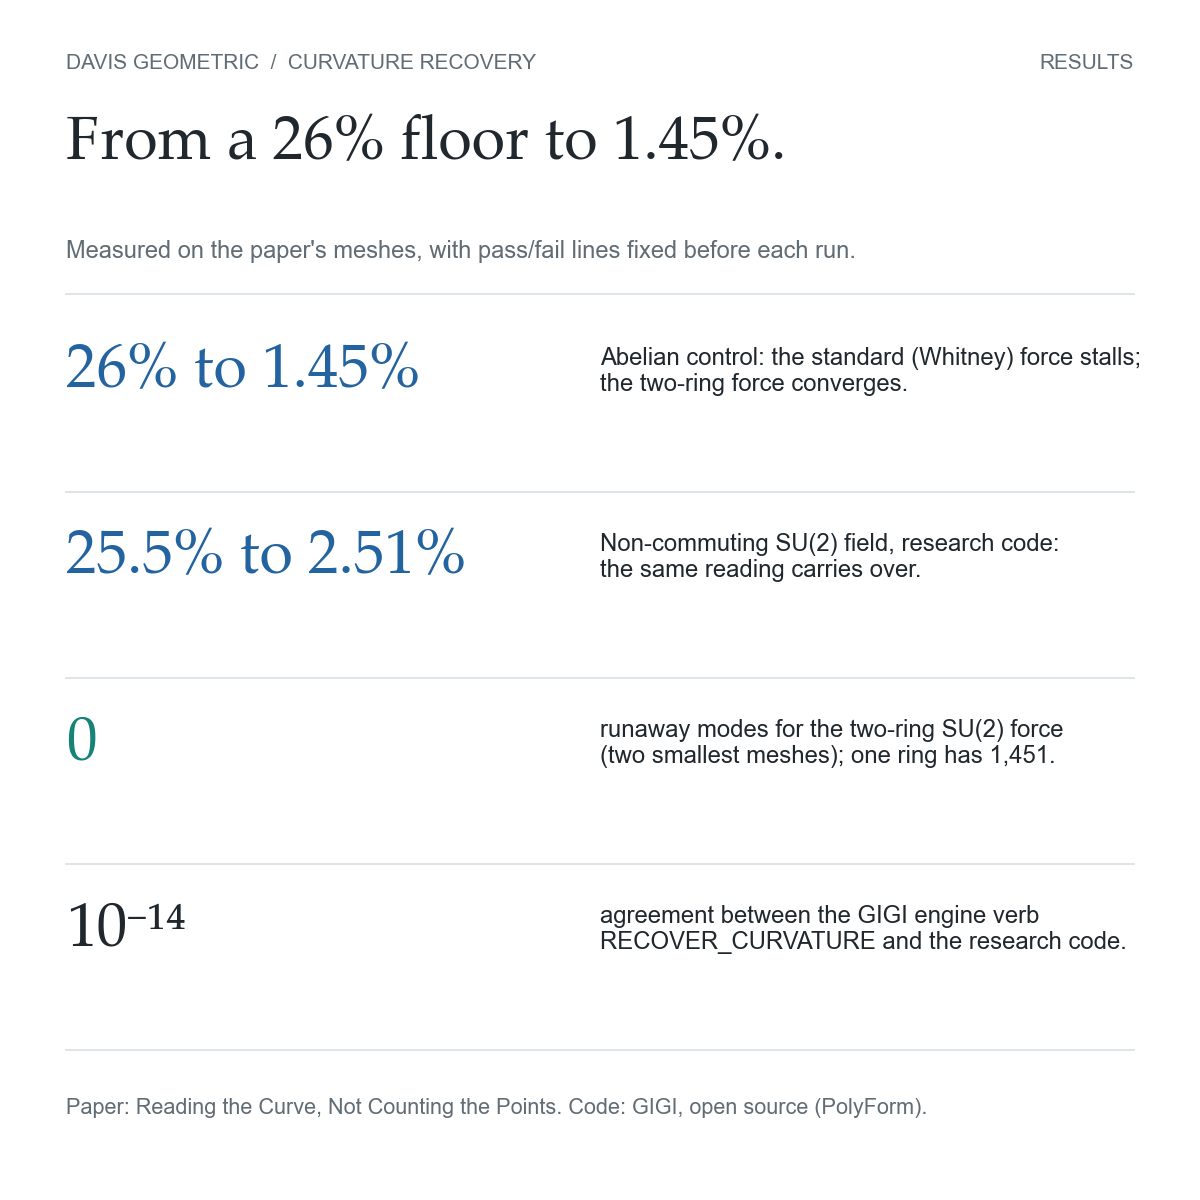 DAVIS GEOMETRIC / CURVATURE RECOVERY
RESULTS
From a 26% floor to 1.45%.
Measured on the paper's meshes, with pass/fail lines fixed before each run.
26% to 1.45%
Abelian control: the standard (Whitney) force stalls;
the two-ring force converges.
25.5% to 2.51%
Non-commuting SU(2) field, research code:
the same reading carries over.
0
runaway modes for the two-ring SU(2) force
(two smallest meshes); one ring has 1,451.
10⁻¹⁴
agreement between the GIGI engine verb
RECOVER_CURVATURE and the research code.
Paper: Reading the Curve, Not Counting the Points. Code: GIGI, open source (PolyForm).